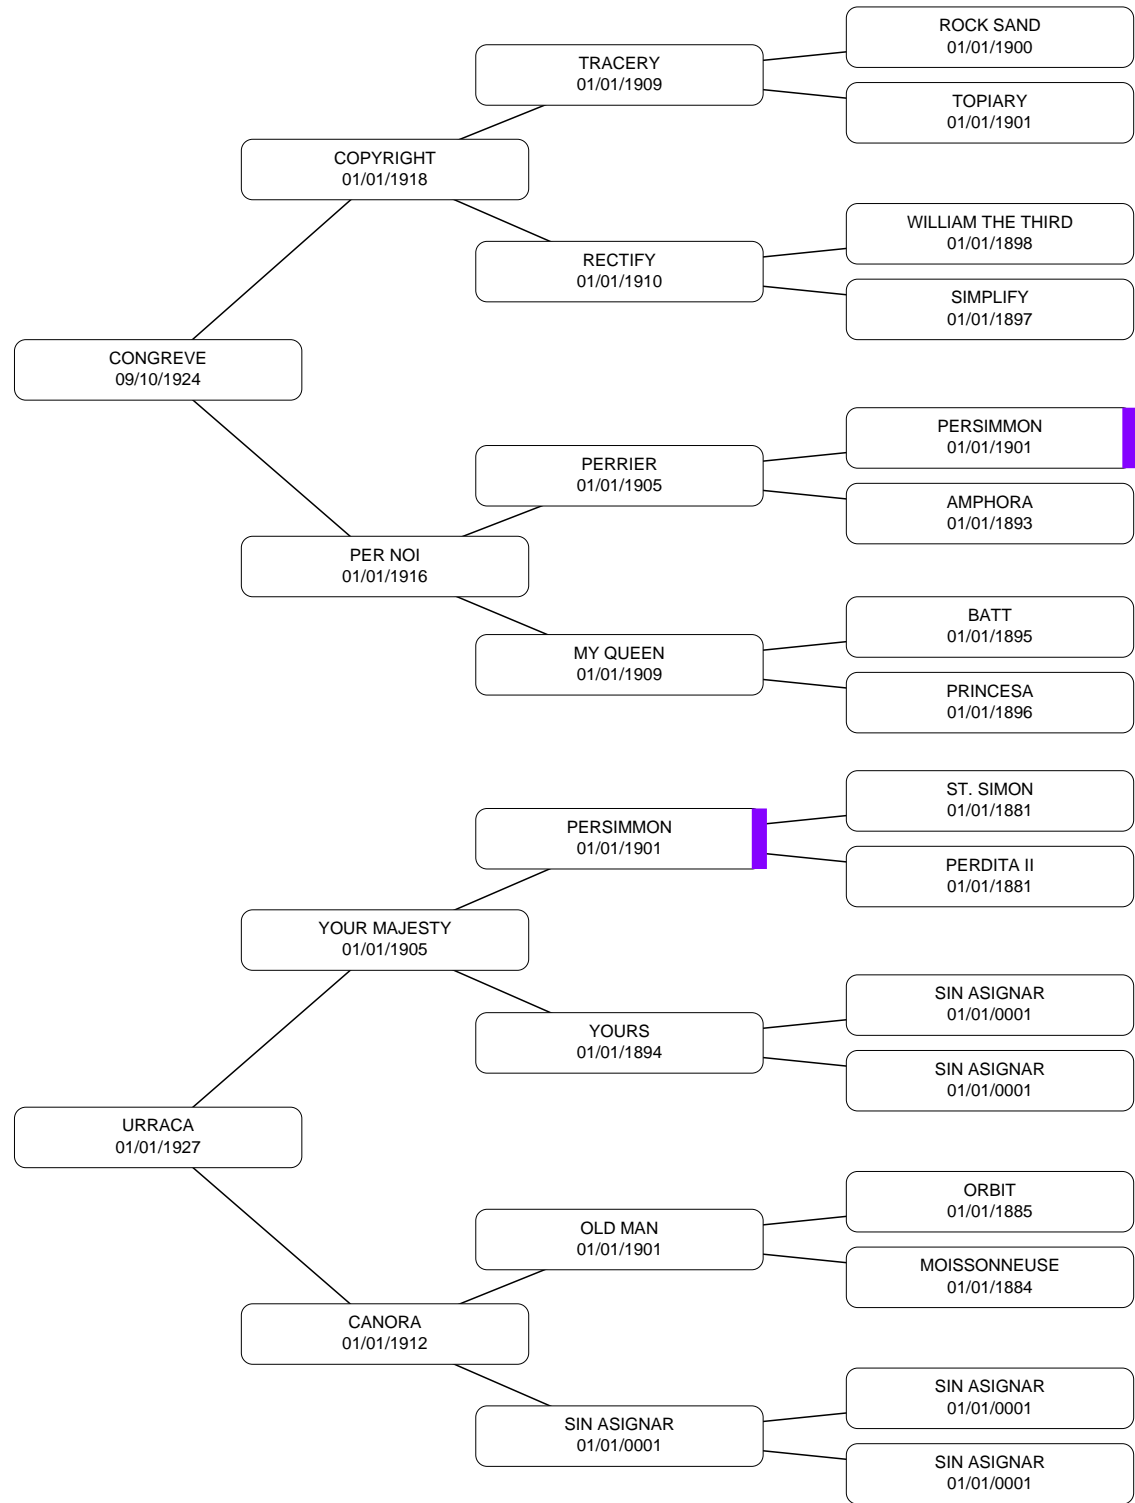 ROCK SAND
01/01/1900
TRACERY
01/01/1909
TOPIARY
01/01/1901
COPYRIGHT
01/01/1918
WILLIAM THE THIRD
01/01/1898
RECTIFY
01/01/1910
SIMPLIFY
01/01/1897
CONGREVE
09/10/1924
PERSIMMON
01/01/1901
PERRIER
01/01/1905
AMPHORA
01/01/1893
PER NOI
01/01/1916
BATT
01/01/1895
MY QUEEN
01/01/1909
PRINCESA
01/01/1896
ST. SIMON
01/01/1881
PERSIMMON
01/01/1901
PERDITA II
01/01/1881
YOUR MAJESTY
01/01/1905
SIN ASIGNAR
01/01/0001
YOURS
01/01/1894
SIN ASIGNAR
01/01/0001
URRACA
01/01/1927
ORBIT
01/01/1885
OLD MAN
01/01/1901
MOISSONNEUSE
01/01/1884
CANORA
01/01/1912
SIN ASIGNAR
01/01/0001
SIN ASIGNAR
01/01/0001
SIN ASIGNAR
01/01/0001